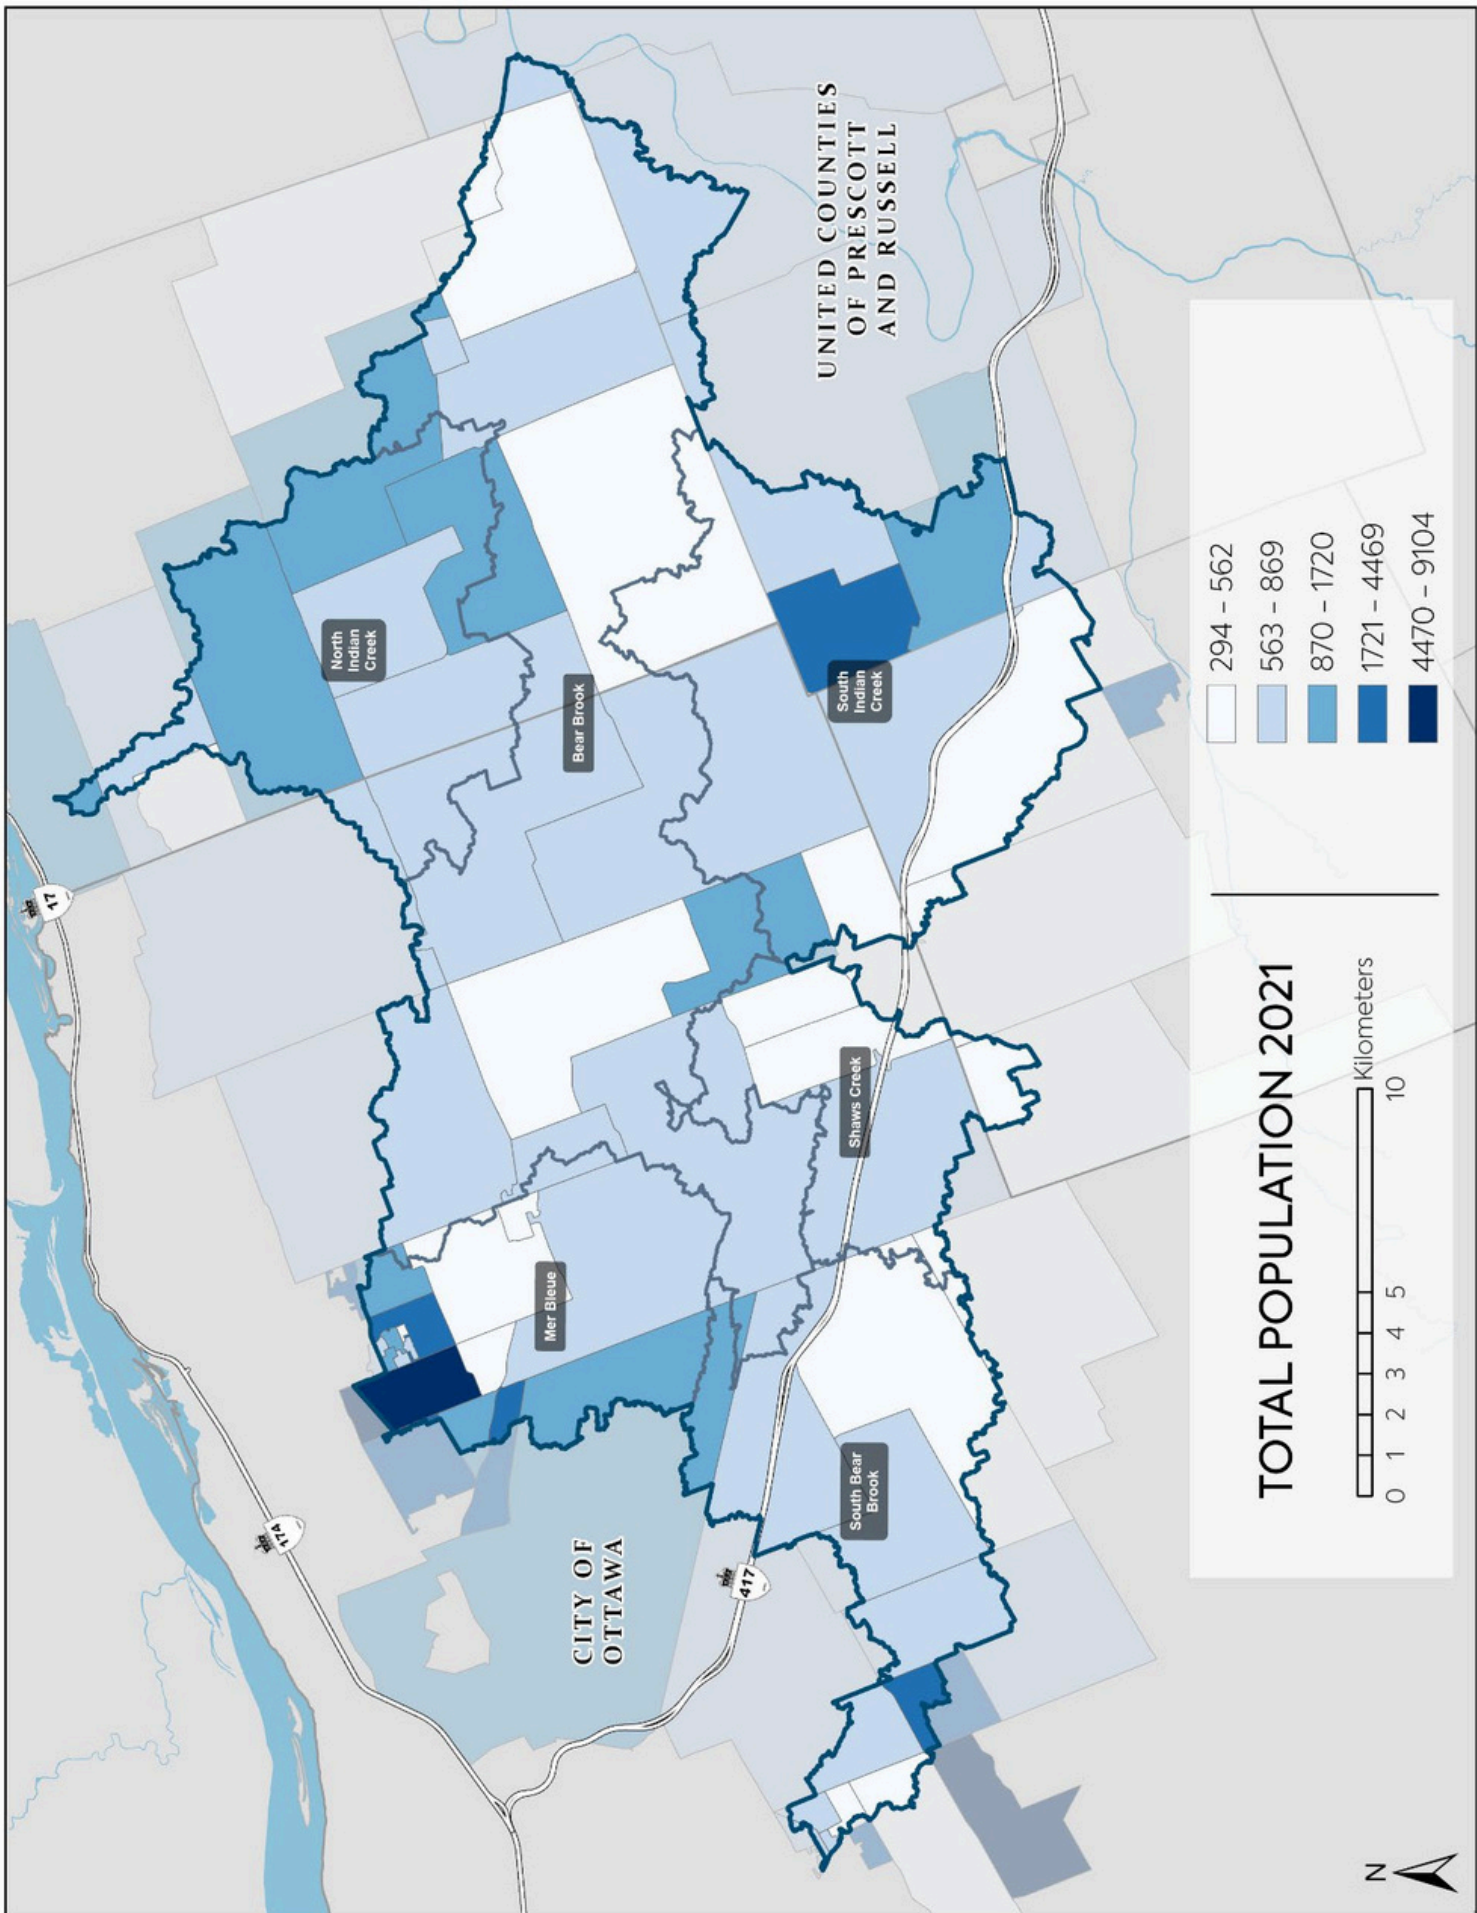 17
174
417
CITY OF
OTTAWA
UNITED COUNTIES
OF PRESCOTT
AND RUSSELL
North
Indian
Creek
Bear Brook
Mer Bleue
South
Indian
Creek
Shaws Creek
South Bear
Brook
N
TOTAL POPULATION 2021
0 1 2 3 4 5 10
Kilometers
294 – 562
563 – 869
870 – 1720
1721 – 4469
4470 – 9104